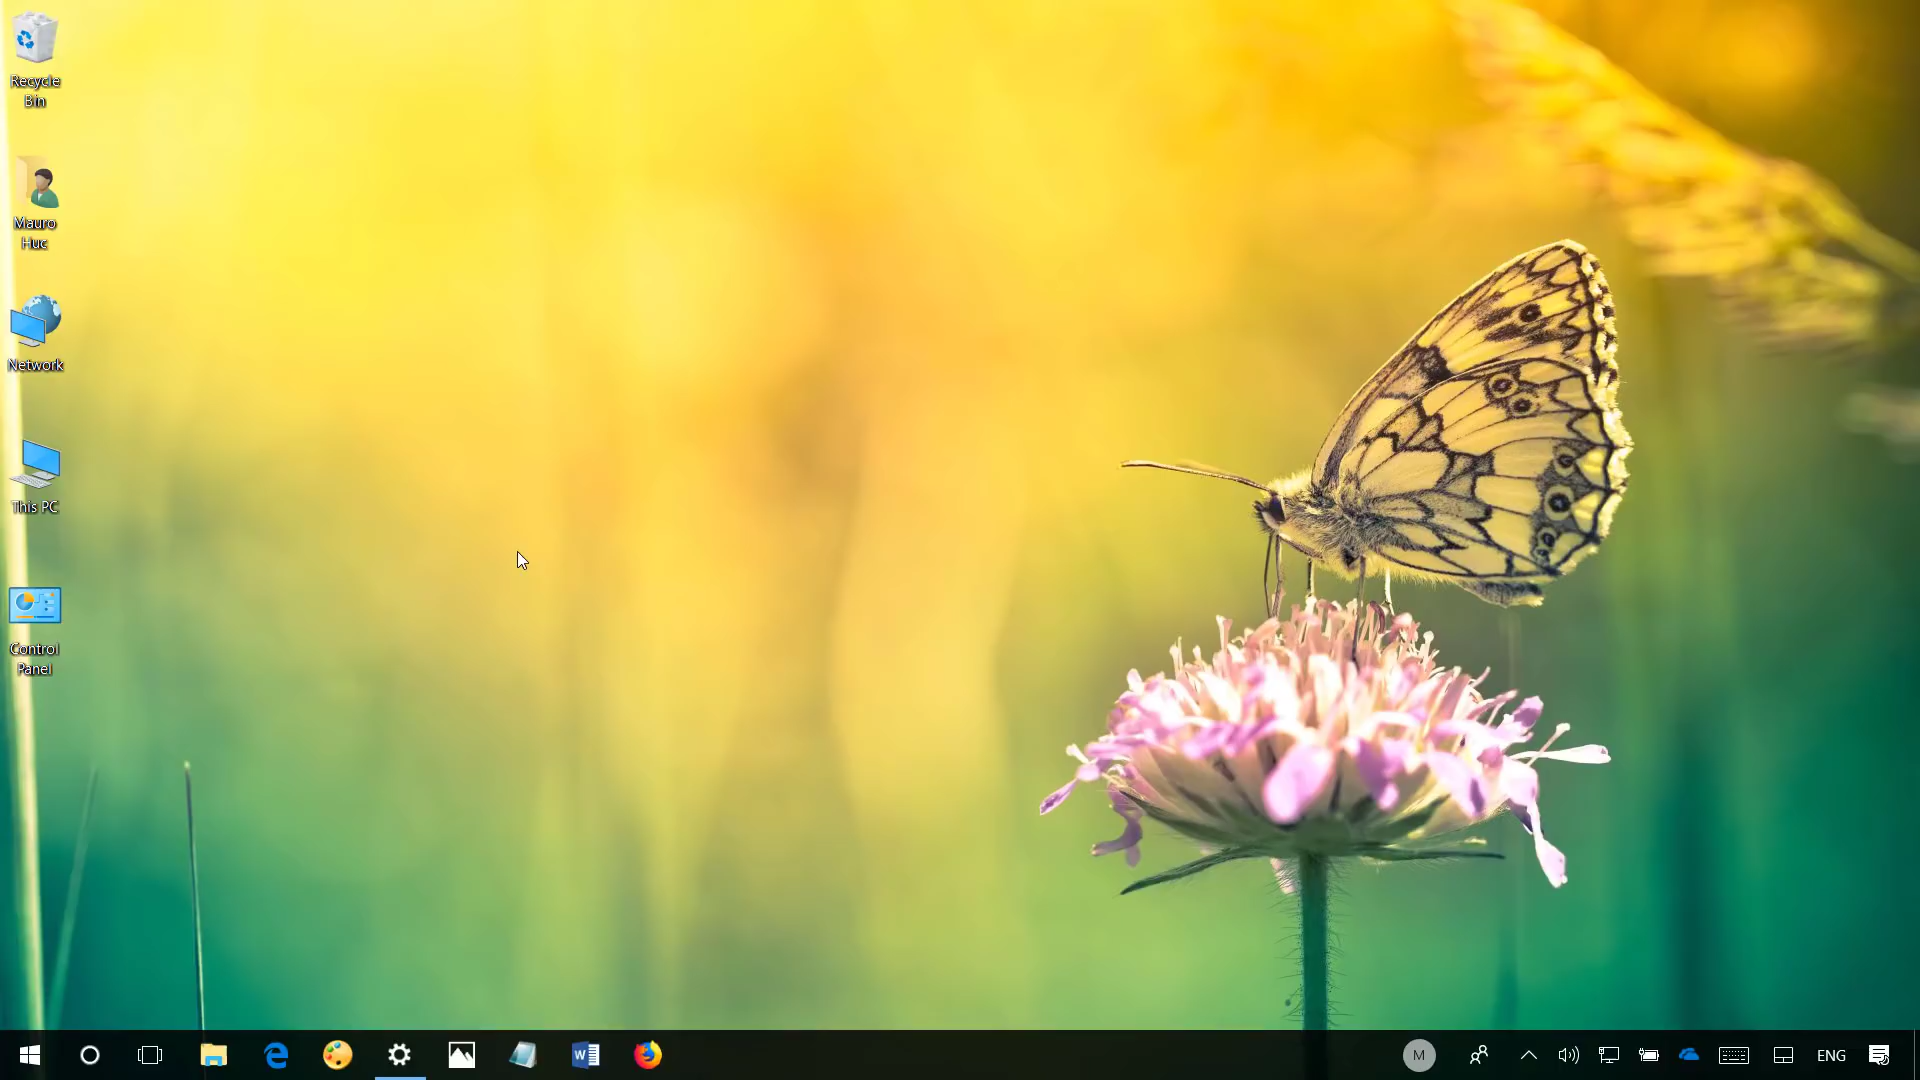 Recycle
Bin
Mauro
Huc
Network
This PC
Control
Panel
W
M
ENG